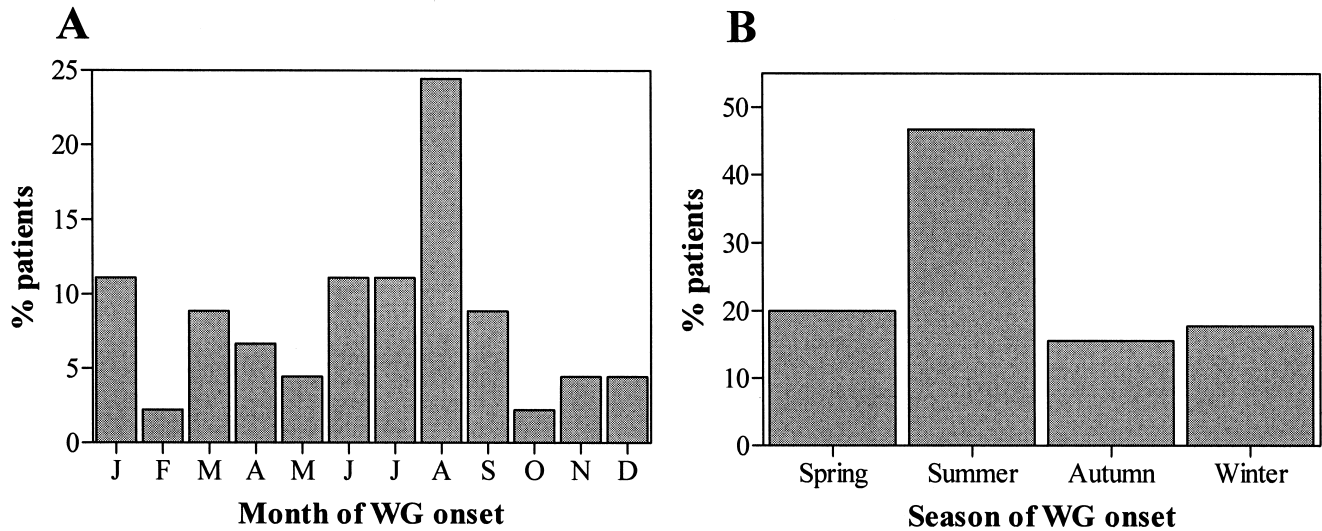 A
25
20
15
10
5
0
% patients
J F M A M J J A S O N D
Month of WG onset
B
50
40
30
20
10
0
% patients
Spring Summer Autumn Winter
Season of WG onset